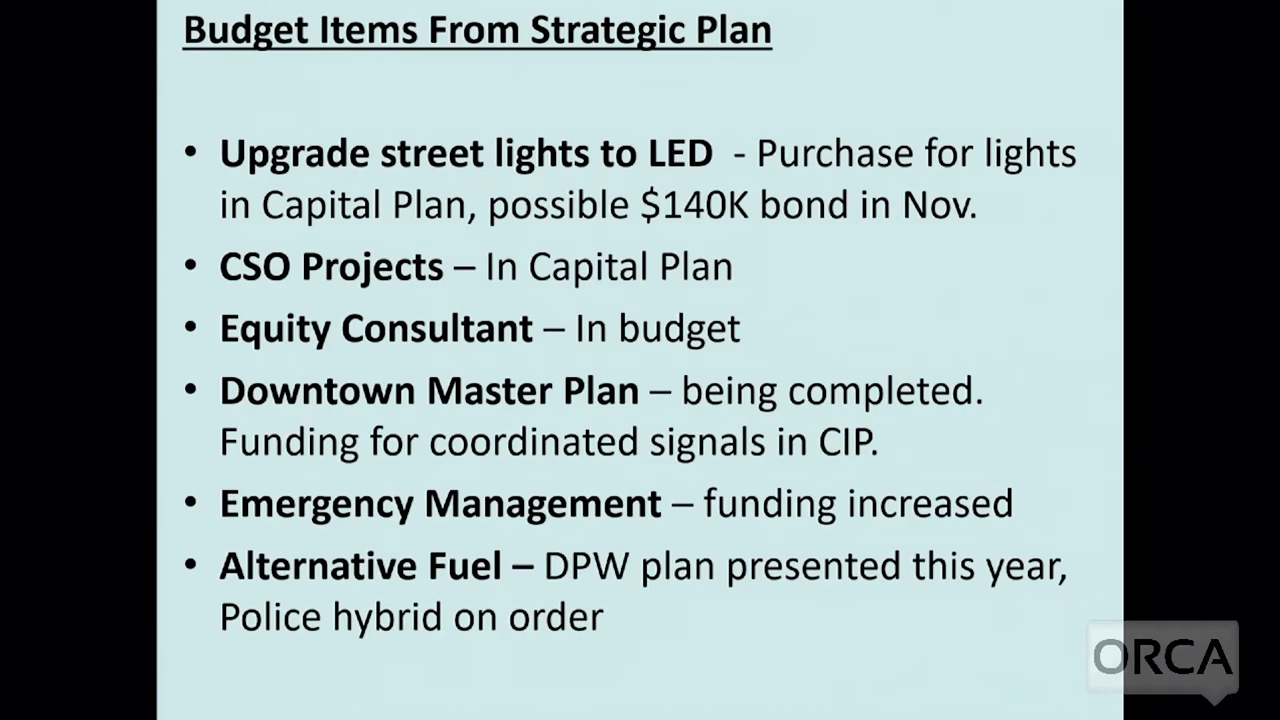 Budget Items From Strategic Plan
• Upgrade street lights to LED - Purchase for lights
in Capital Plan, possible $140K bond in Nov.
• CSO Projects – In Capital Plan
• Equity Consultant – In budget
• Downtown Master Plan – being completed.
Funding for coordinated signals in CIP.
• Emergency Management – funding increased
• Alternative Fuel – DPW plan presented this year,
Police hybrid on order
ORCA